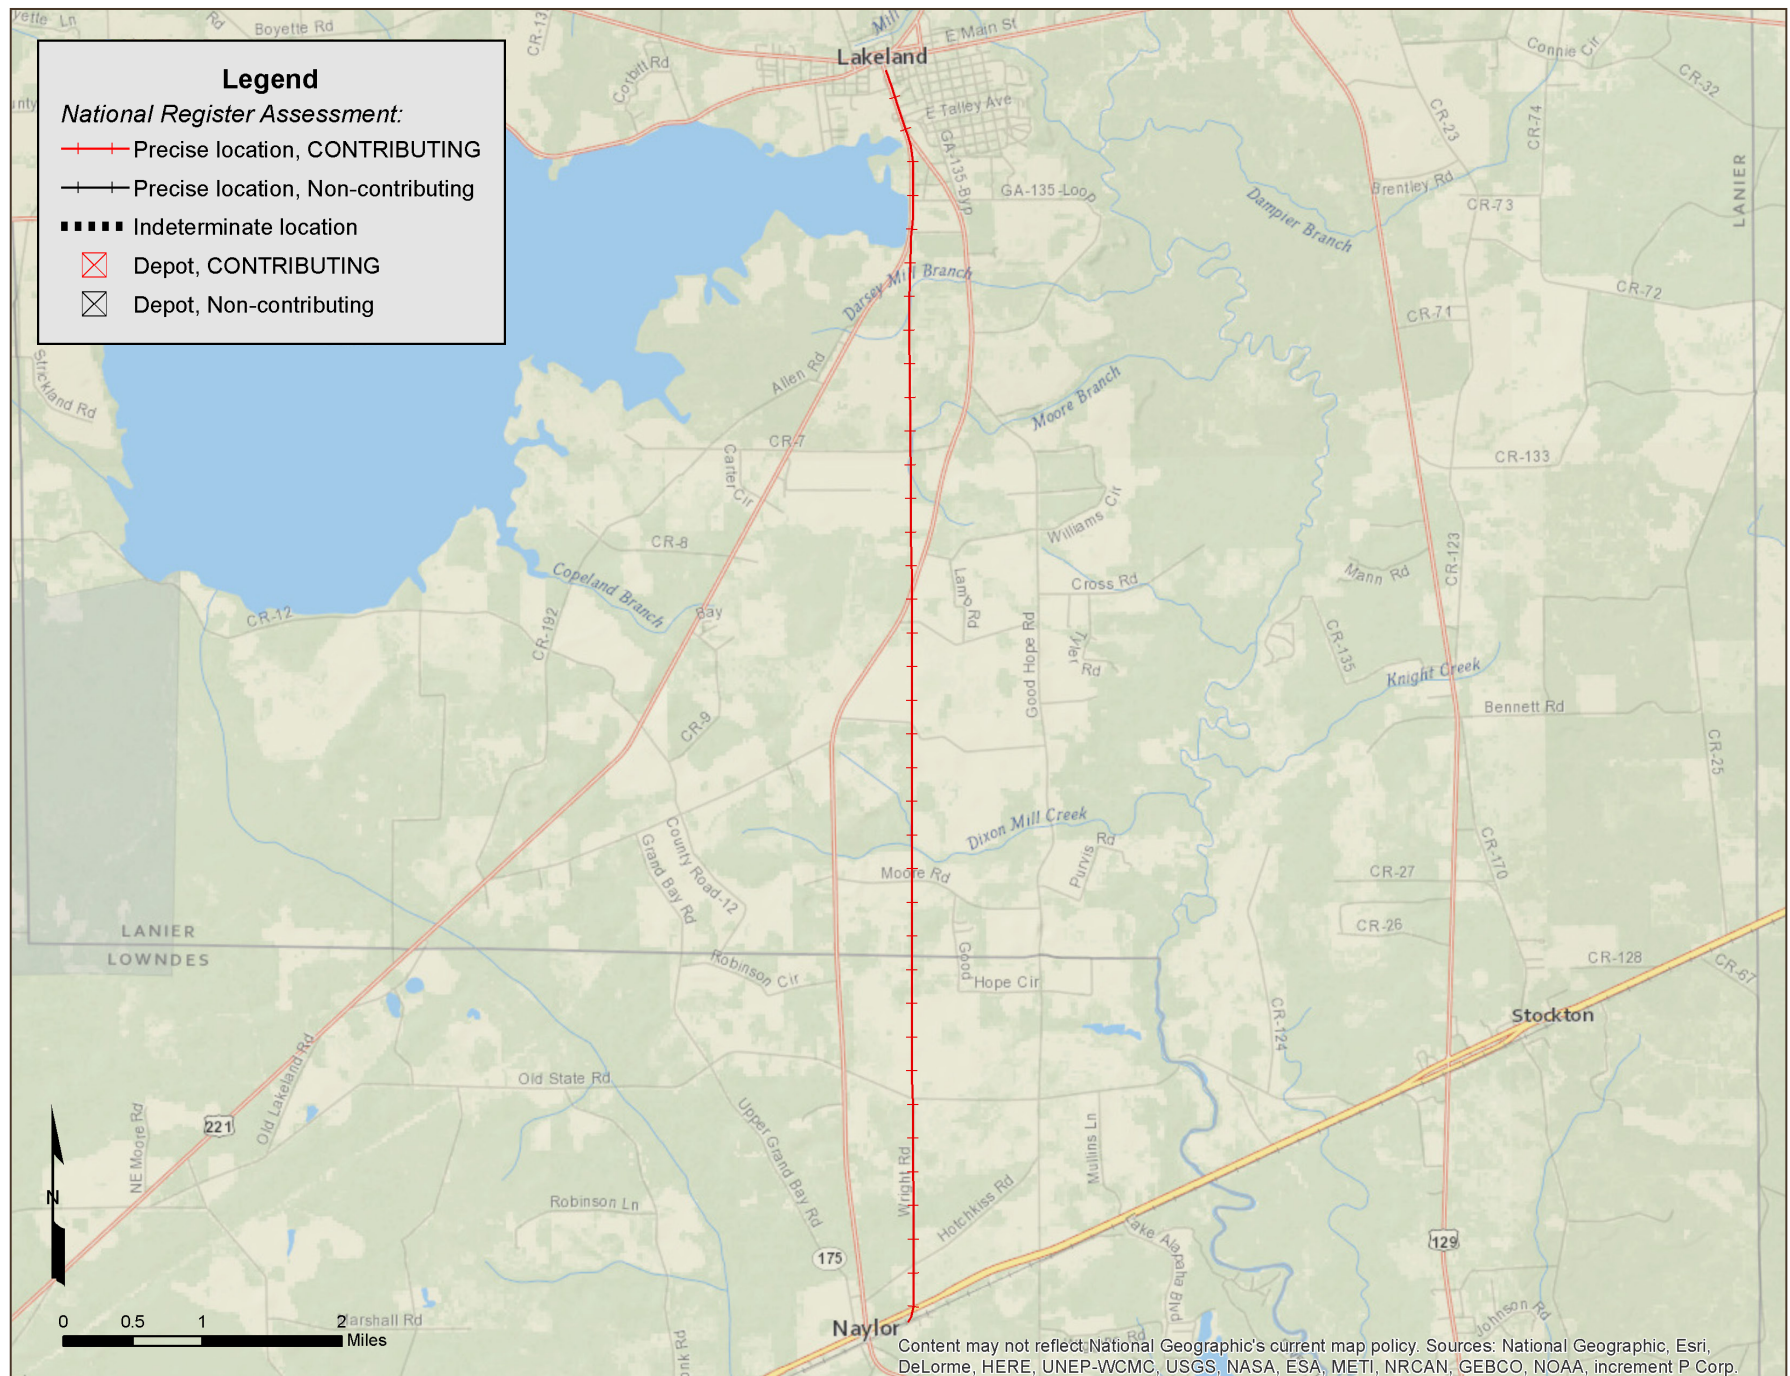 Legend
National Register Assessment:
Precise location, CONTRIBUTING
Precise location, Non-contributing
Indeterminate location
Depot, CONTRIBUTING
Depot, Non-contributing
Boyette Rd
Rd
CR-13
Corbitt Rd
Mill
E Main St
Lakeland
E Talley Ave
GA-135-Byp
GA-135-Loop
Connie Cir
CR-32
CR-23
CR-74
Brentley Rd
CR-73
LANIER
Dampier Branch
CR-72
CR-71
Darsey Mill Branch
Allen Rd
Strickland Rd
Moore Branch
CR-7
Carter Cir
CR-133
Williams Cir
CR-8
Copeland Branch
Bay
CR-12
CR-192
Cross Rd
Mann Rd
CR-123
Good Hope Rd
Tyler
Rd
CR-135
Knight Creek
Bennett Rd
CR-25
CR-9
Dixon Mill Creek
Purvis
Rd
Moore Rd
County Road-12
Grand Bay Rd
CR-170
CR-27
CR-26
LANIER
LOWNDES
Robinson Cir
Good
Hope Cir
CR-128
CR-67
Stockton
CR-124
Old State Rd
Old Lakeland Rd
NE Moore Rd
221
Upper Grand Bay Rd
Mullins Ln
Wright Rd
Hotchkiss Rd
Robinson Ln
Lake Alapaha Blvd
175
129
Johnson Rd
N
0 0.5 1 2
Miles
Marshall Rd
Naylor
Content may not reflect National Geographic's current map policy. Sources: National Geographic, Esri,
DeLorme, HERE, UNEP-WCMC, USGS, NASA, ESA, METI, NRCAN, GEBCO, NOAA, increment P Corp.